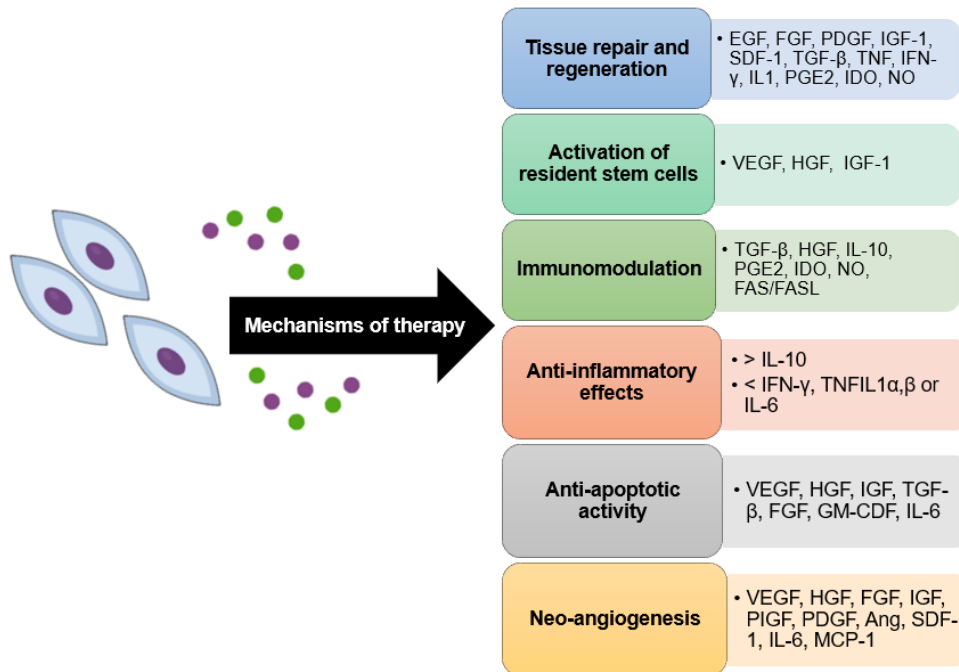 Tissue repair and
regeneration
• EGF, FGF, PDGF, IGF-1,
SDF-1, TGF-β, TNF, IFN-
γ, IL1, PGE2, IDO, NO
Activation of
resident stem cells
• VEGF, HGF, IGF-1
Immunomodulation
• TGF-β, HGF, IL-10,
PGE2, IDO, NO,
FAS/FASL
Mechanisms of therapy
Anti-inflammatory
effects
• > IL-10
• < IFN-γ, TNFIL1α,β or
IL-6
Anti-apoptotic
activity
• VEGF, HGF, IGF, TGF-
β, FGF, GM-CDF, IL-6
Neo-angiogenesis
• VEGF, HGF, FGF, IGF,
PIGF, PDGF, Ang, SDF-
1, IL-6, MCP-1